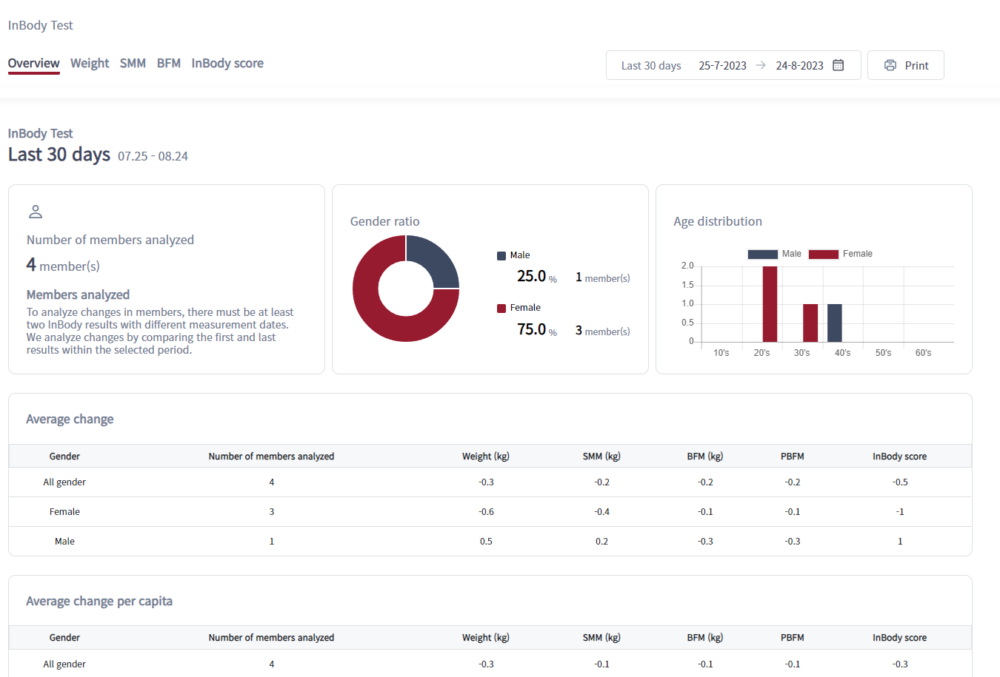 InBody Test
Overview Weight SMM BFM InBody score
Last 30 days 25-7-2023 → 24-8-2023 Print
InBody Test
Last 30 days 07.25 - 08.24
Number of members analyzed
4 member(s)
Members analyzed
To analyze changes in members, there must be at least
two InBody results with different measurement dates.
We analyze changes by comparing the first and last
results within the selected period.
Gender ratio
Male
25.0 % 1 member(s)
Female
75.0 % 3 member(s)
Age distribution
Male Female
2.0
1.5
1.0
0.5
0
10's 20's 30's 40's 50's 60's
Average change
Gender Number of members analyzed Weight (kg) SMM (kg) BFM (kg) PBFM InBody score
All gender 4 -0.3 -0.2 -0.2 -0.2 -0.5
Female 3 -0.6 -0.4 -0.1 -0.1 -1
Male 1 0.5 0.2 -0.3 -0.3 1
Average change per capita
Gender Number of members analyzed Weight (kg) SMM (kg) BFM (kg) PBFM InBody score
All gender 4 -0.3 -0.1 -0.1 -0.1 -0.3